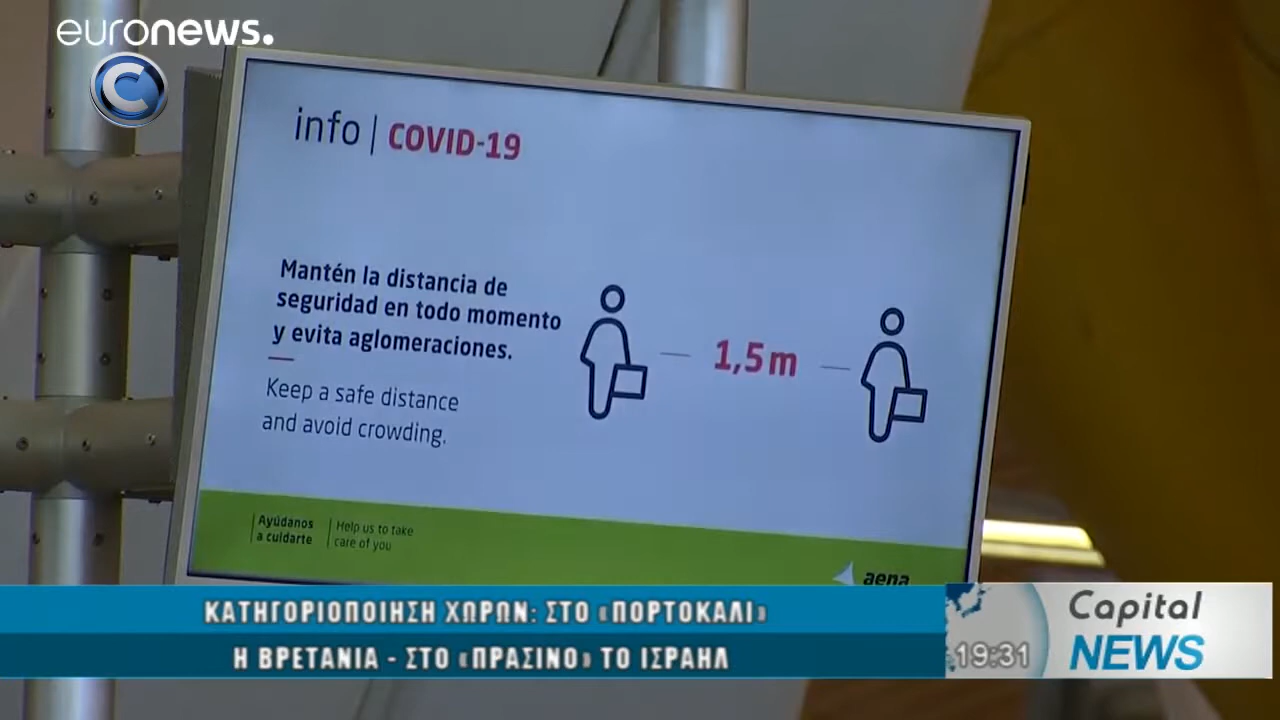 euronews.
C
info | COVID-19
Mantén la distancia de
seguridad en todo momento
y evita aglomeraciones.
Keep a safe distance
and avoid crowding.
1,5 m
Ayúdanos
a cuidarte
Help us to take
care of you
aena
ΚΑΤΗΓΟΡΙΟΠΟΙΗΣΗ ΧΩΡΩΝ: ΣΤΟ «ΠΟΡΤΟΚΑΛΙ»
Η ΒΡΕΤΑΝΙΑ - ΣΤΟ «ΠΡΑΣΙΝΟ» ΤΟ ΙΣΡΑΗΛ
19:31
Capital
NEWS